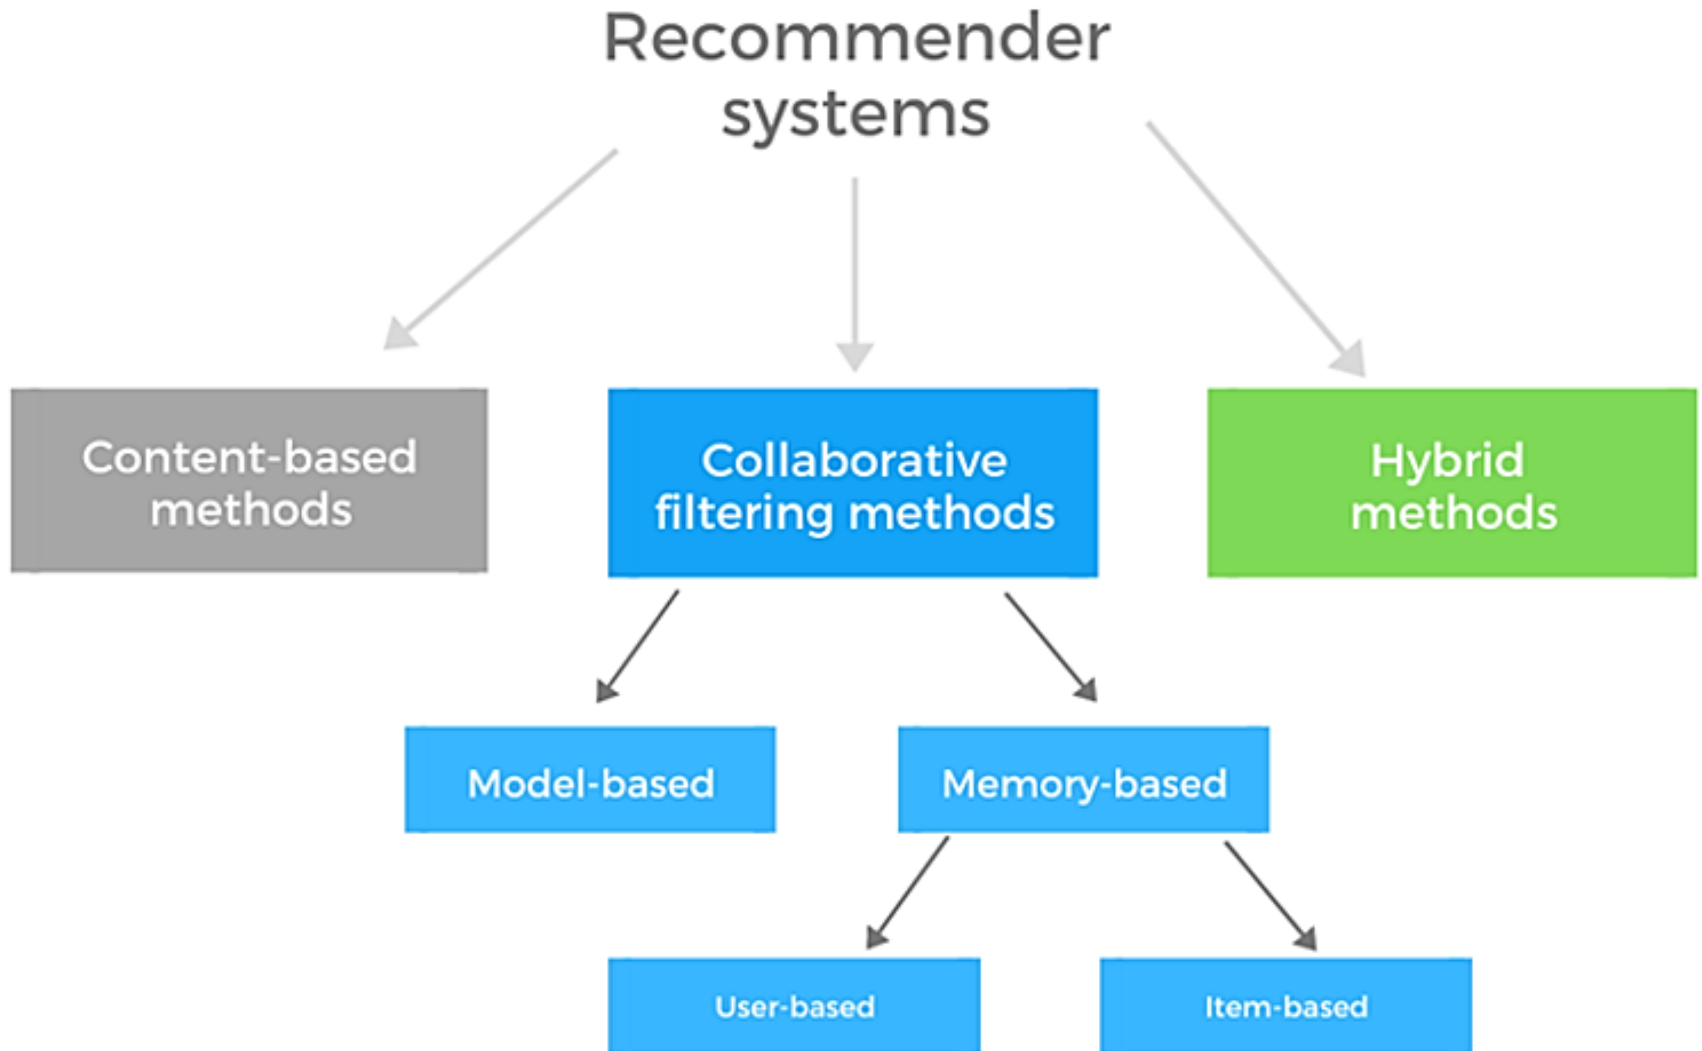 Recommender
systems
Content-based
methods
Collaborative
filtering methods
Hybrid
methods
Model-based
Memory-based
User-based
Item-based